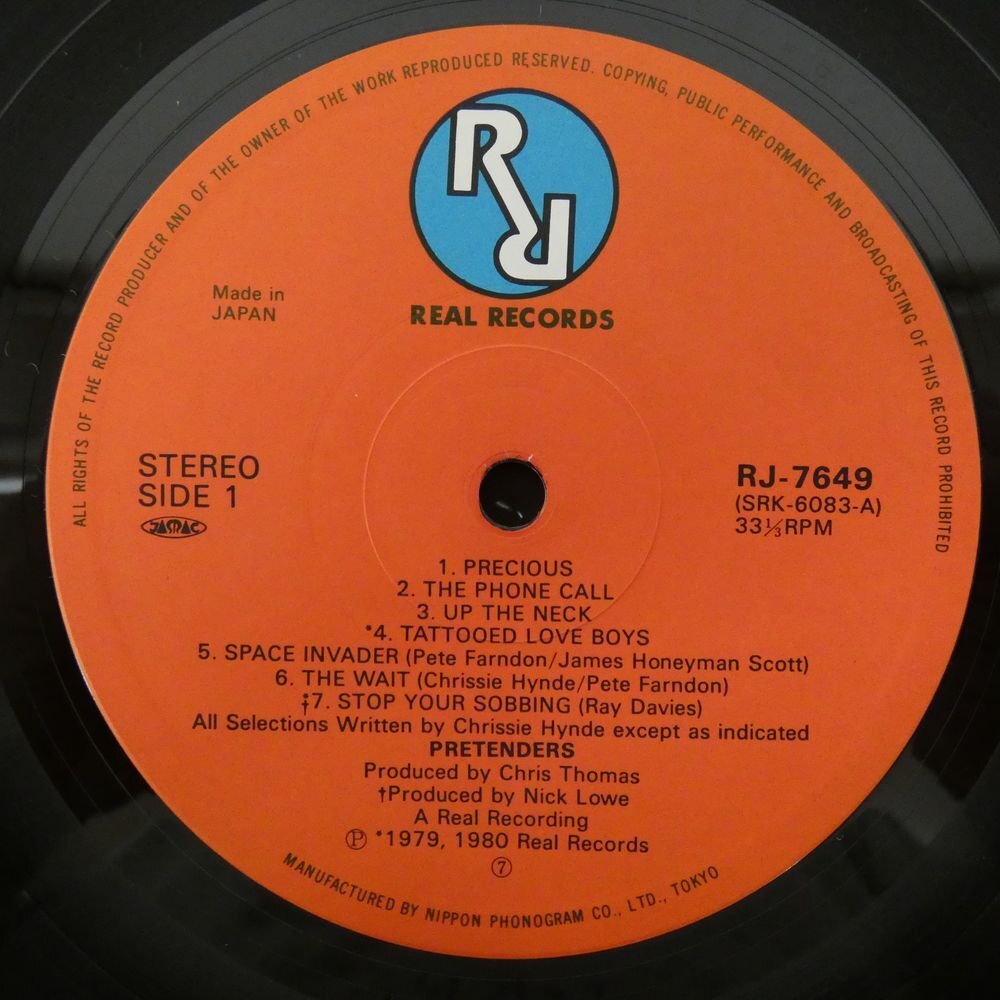 ALL RIGHTS OF THE RECORD PRODUCER AND OF THE OWNER OF THE WORK REPRODUCED RESERVED. COPYING, PUBLIC PERFORMANCE AND BROADCASTING OF THIS RECORD PROHIBITED
RR
REAL RECORDS
Made in
JAPAN
STEREO
SIDE 1
JASRAC
RJ-7649
(SRK-6083-A)
33⅓RPM
1. PRECIOUS
2. THE PHONE CALL
3. UP THE NECK
*4. TATTOOED LOVE BOYS
5. SPACE INVADER (Pete Farndon/James Honeyman Scott)
6. THE WAIT (Chrissie Hynde/Pete Farndon)
*†7. STOP YOUR SOBBING (Ray Davies)
All Selections Written by Chrissie Hynde except as indicated
PRETENDERS
Produced by Chris Thomas
†Produced by Nick Lowe
A Real Recording
Ⓟ *1979, 1980 Real Records
⑦
MANUFACTURED BY NIPPON PHONOGRAM CO., LTD., TOKYO